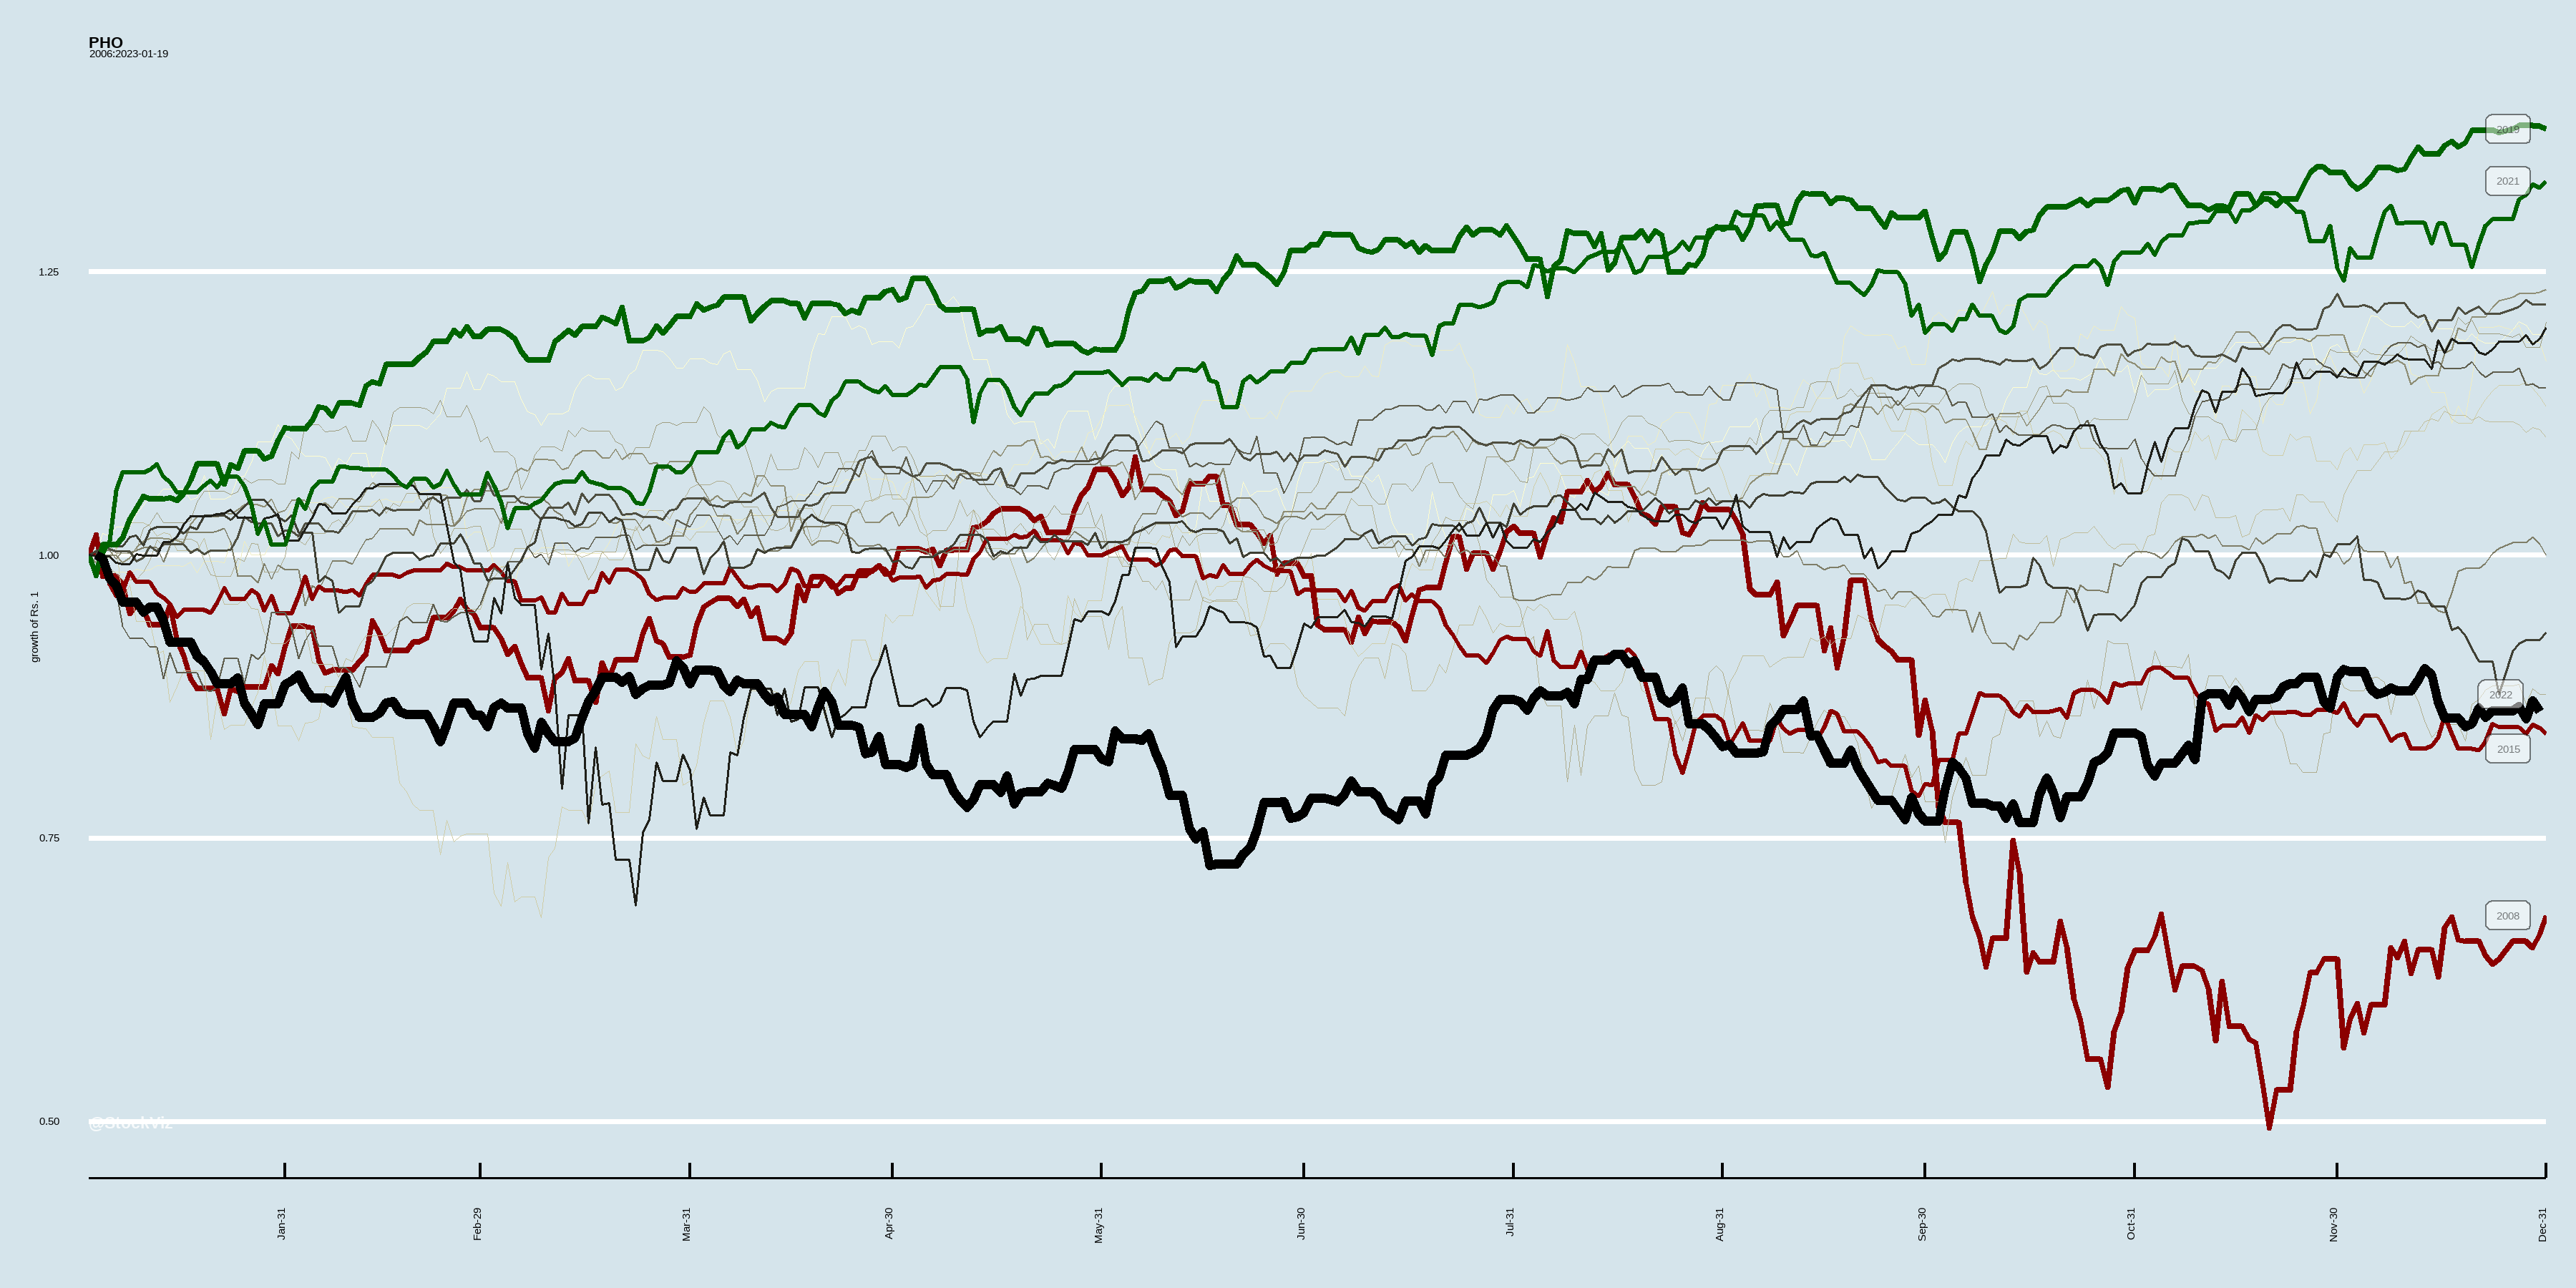 PHO
2006:2023-01-19
2019
2021
1.25
1.00
growth of Rs. 1
2022
2015
0.75
2008
0.50
@StockViz
Jan-31
Feb-29
Mar-31
Apr-30
May-31
Jun-30
Jul-31
Aug-31
Sep-30
Oct-31
Nov-30
Dec-31